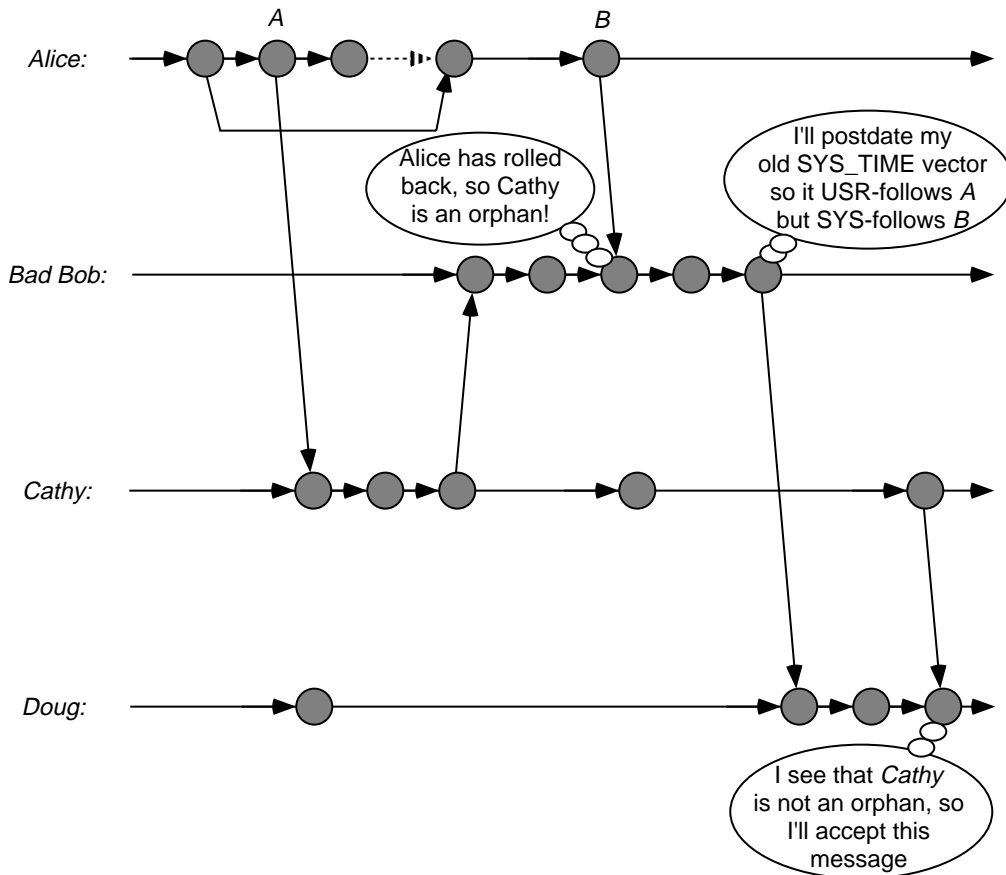 A
B
Alice:
Alice has rolled
back, so Cathy
is an orphan!
I'll postdate my
old SYS_TIME vector
so it USR-follows A
but SYS-follows B
Bad Bob:
Cathy:
Doug:
I see that Cathy
is not an orphan, so
I'll accept this
message